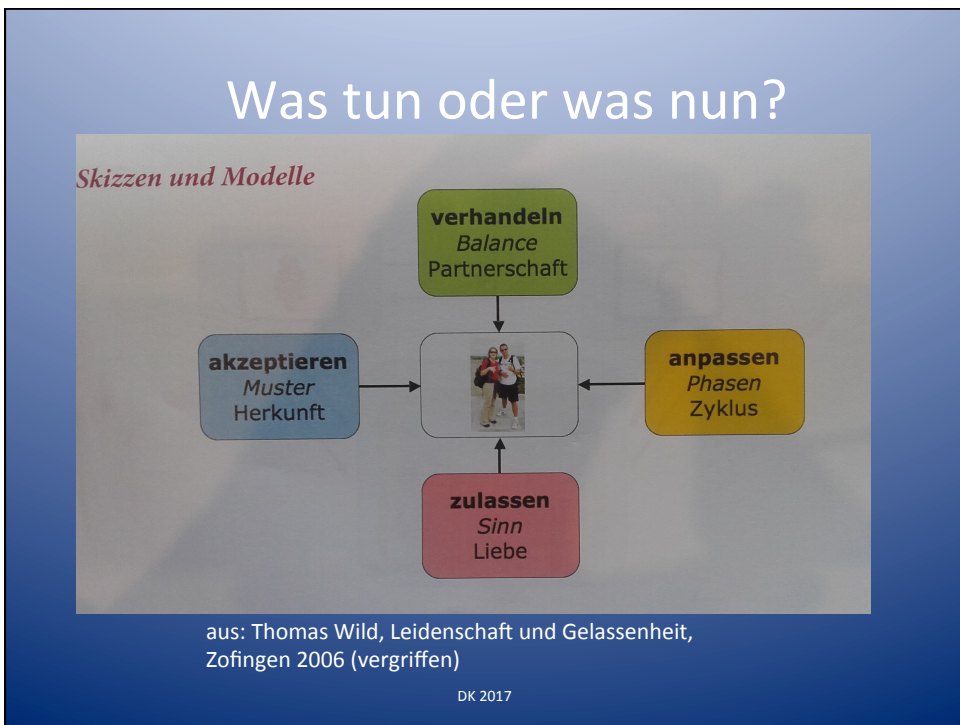 Was tun oder was nun?
Skizzen und Modelle
verhandeln
Balance
Partnerschaft
akzeptieren
Muster
Herkunft
anpassen
Phasen
Zyklus
zulassen
Sinn
Liebe
aus: Thomas Wild, Leidenschaft und Gelassenheit,
Zofingen 2006 (vergriffen)
DK 2017